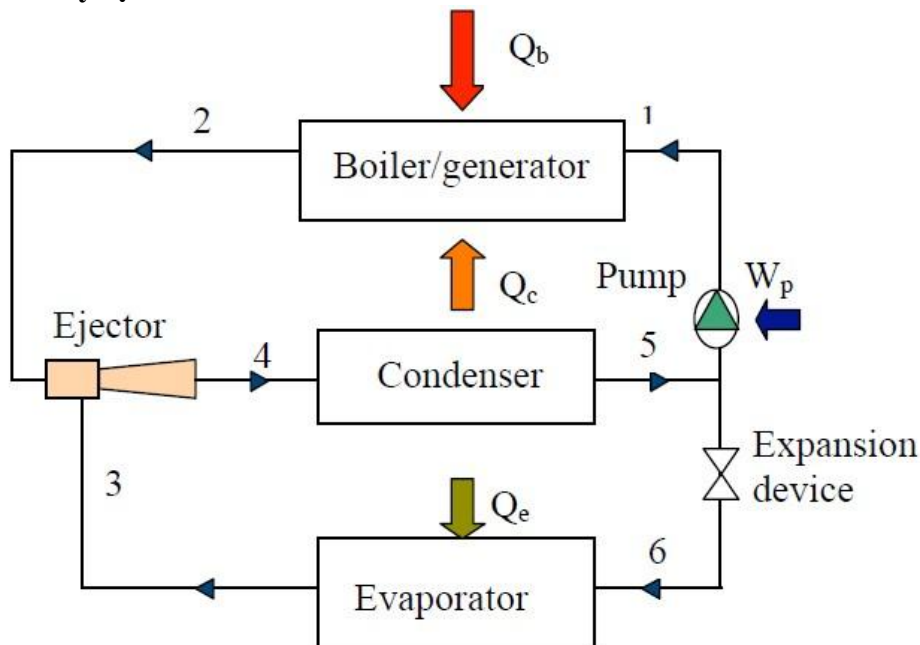 Q_b
2
1
Boiler/generator
Q_c
Pump
W_p
Ejector
4
5
Condenser
3
Expansion
device
Q_e
6
Evaporator